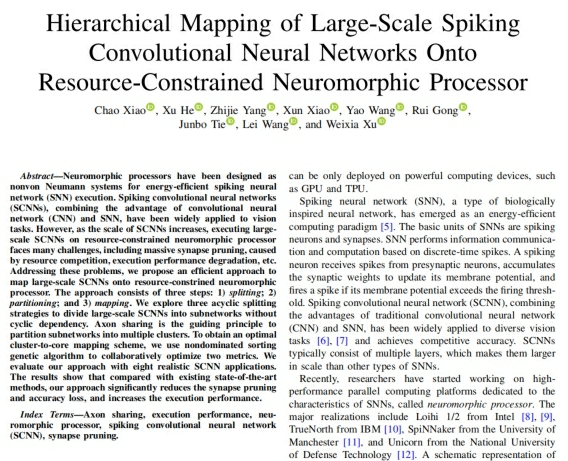 Hierarchical Mapping of Large-Scale Spiking
Convolutional Neural Networks Onto
Resource-Constrained Neuromorphic Processor
Chao Xiao, Xu He, Zhijie Yang, Xun Xiao, Yao Wang, Rui Gong,
Junbo Tie, Lei Wang, and Weixia Xu
Abstract—Neuromorphic processors have been designed as
nonvon Neumann systems for energy-efficient spiking neural
network (SNN) execution. Spiking convolutional neural networks
(SCNNs), combining the advantage of convolutional neural
network (CNN) and SNN, have been widely applied to vision
tasks. However, as the scale of SCNNs increases, executing large-
scale SCNNs on resource-constrained neuromorphic processor
faces many challenges, including massive synapse pruning, caused
by resource competition, execution performance degradation, etc.
Addressing these problems, we propose an efficient approach to
map large-scale SCNNs onto resource-constrained neuromorphic
processor. The approach consists of three steps: 1) splitting; 2)
partitioning; and 3) mapping. We explore three acyclic splitting
strategies to divide large-scale SCNNs into subnetworks without
cyclic dependency. Axon sharing is the guiding principle to
partition subnetworks into multiple clusters. To obtain an optimal
cluster-to-core mapping scheme, we use nondominated sorting
genetic algorithm to collaboratively optimize two metrics. We
evaluate our approach with eight realistic SCNN applications.
The results show that compared with existing state-of-the-art
methods, our approach significantly reduces the synapse pruning
and accuracy loss, and increases the execution performance.
Index Terms—Axon sharing, execution performance, neu-
romorphic processor, spiking convolutional neural network
(SCNN), synapse pruning.
can be only deployed on powerful computing devices, such
as GPU and TPU.
Spiking neural network (SNN), a type of biologically
inspired neural network, has emerged as an energy-efficient
computing paradigm [5]. The basic units of SNNs are spiking
neurons and synapses. SNN performs information communica-
tion and computation based on discrete-time spikes. A spiking
neuron receives spikes from presynaptic neurons, accumulates
the synaptic weights to update its membrane potential, and
fires a spike if its membrane potential exceeds the firing thresh-
old. Spiking convolutional neural network (SCNN), combining
the advantages of traditional convolutional neural network
(CNN) and SNN, has been widely applied to diverse vision
tasks [6], [7] and achieves competitive accuracy. SCNNs
typically consist of multiple layers, which makes them larger
in scale than other types of SNNs.
Recently, researchers have started working on high-
performance parallel computing platforms dedicated to the
characteristics of SNNs, called neuromorphic processor. The
major realizations include Loihi 1/2 from Intel [8], [9],
TrueNorth from IBM [10], SpiNNaker from the University of
Manchester [11], and Unicorn from the National University
of Defense Technology [12]. A schematic representation of